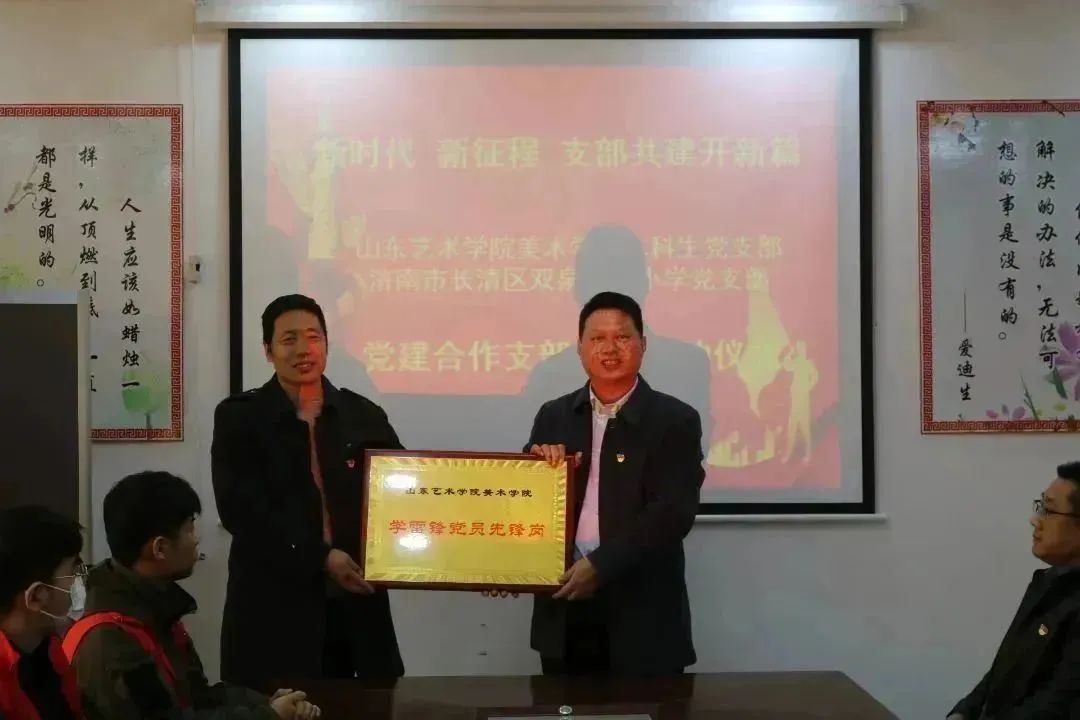 新时代 新征程 支部共建开新篇
山东艺术学院美术学 科生党支部
济南市长清区双泉 小学党支部
党建合作支部 仪
人生应该如蜡烛一
样，从顶燃到底，一直
都是光明的。
解决的办法，无法可
想的事是没有的。
——爱迪生
山东艺术学院美术学院
学雷锋党员先锋岗